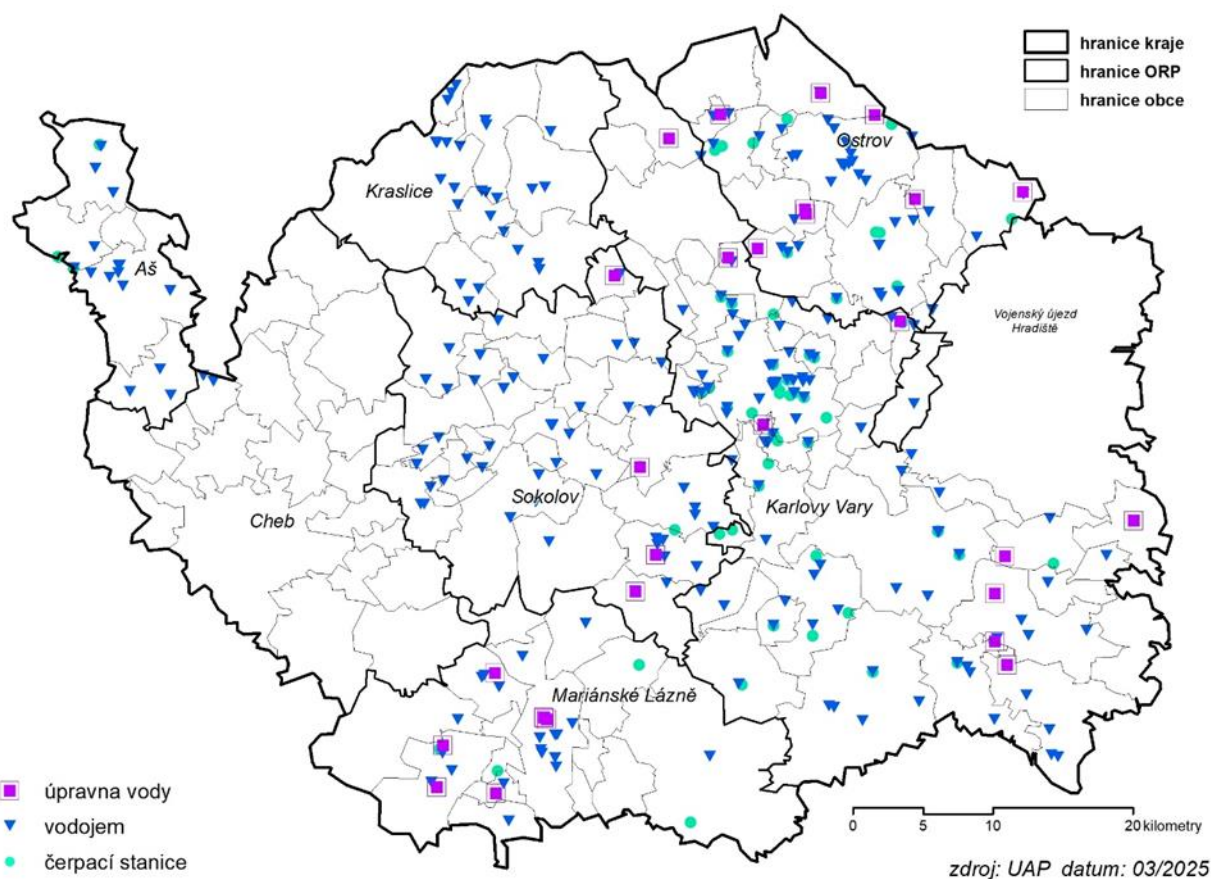 hranice kraje
hranice ORP
hranice obce
Ostrov
Kraslice
Aš
Vojenský újezd
Hradiště
Sokolov
Karlovy Vary
Cheb
Mariánské Lázně
úpravna vody
vodojem
čerpací stanice
0 5 10 20 kilometry
zdroj: UAP datum: 03/2025